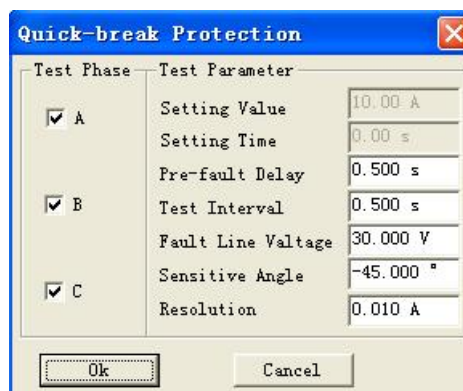 Quick-break Protection
Test Phase
A
B
C
Test Parameter
Setting Value 10.00 A
Setting Time 0.00 s
Pre-fault Delay 0.500 s
Test Interval 0.500 s
Fault Line Valtage 30.000 V
Sensitive Angle -45.000 °
Resolution 0.010 A
Ok Cancel